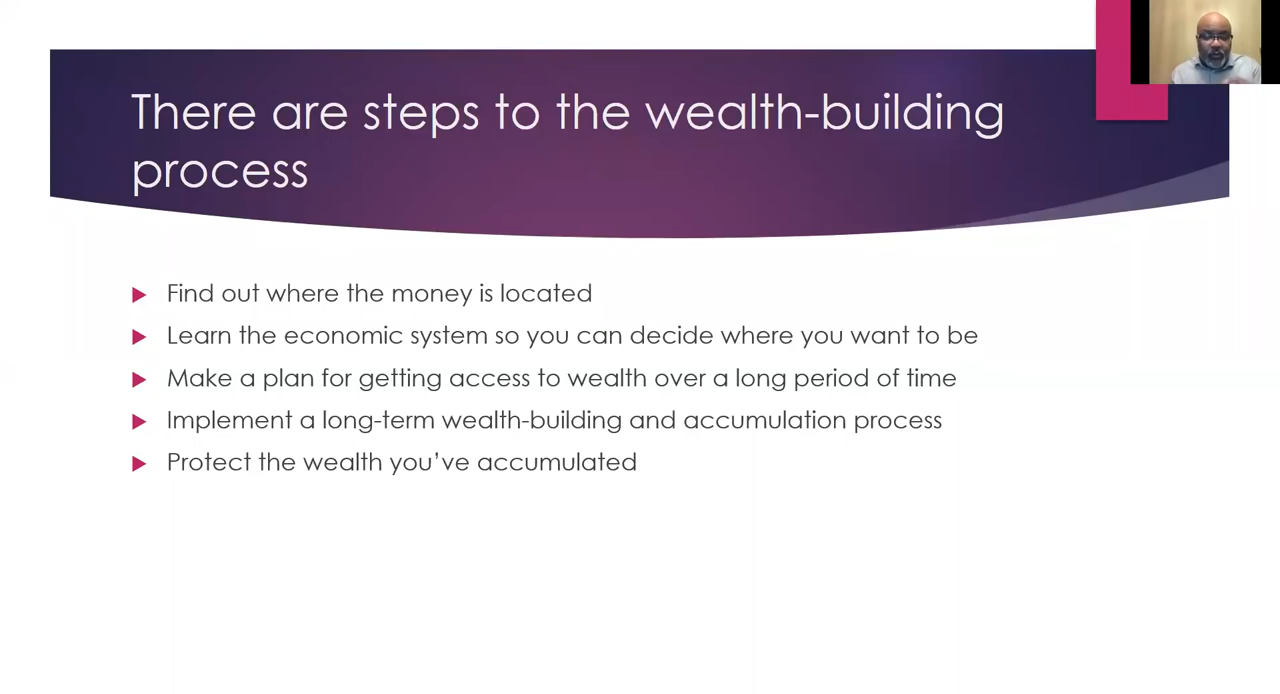 There are steps to the wealth-building
process
Find out where the money is located
Learn the economic system so you can decide where you want to be
Make a plan for getting access to wealth over a long period of time
Implement a long-term wealth-building and accumulation process
Protect the wealth you’ve accumulated